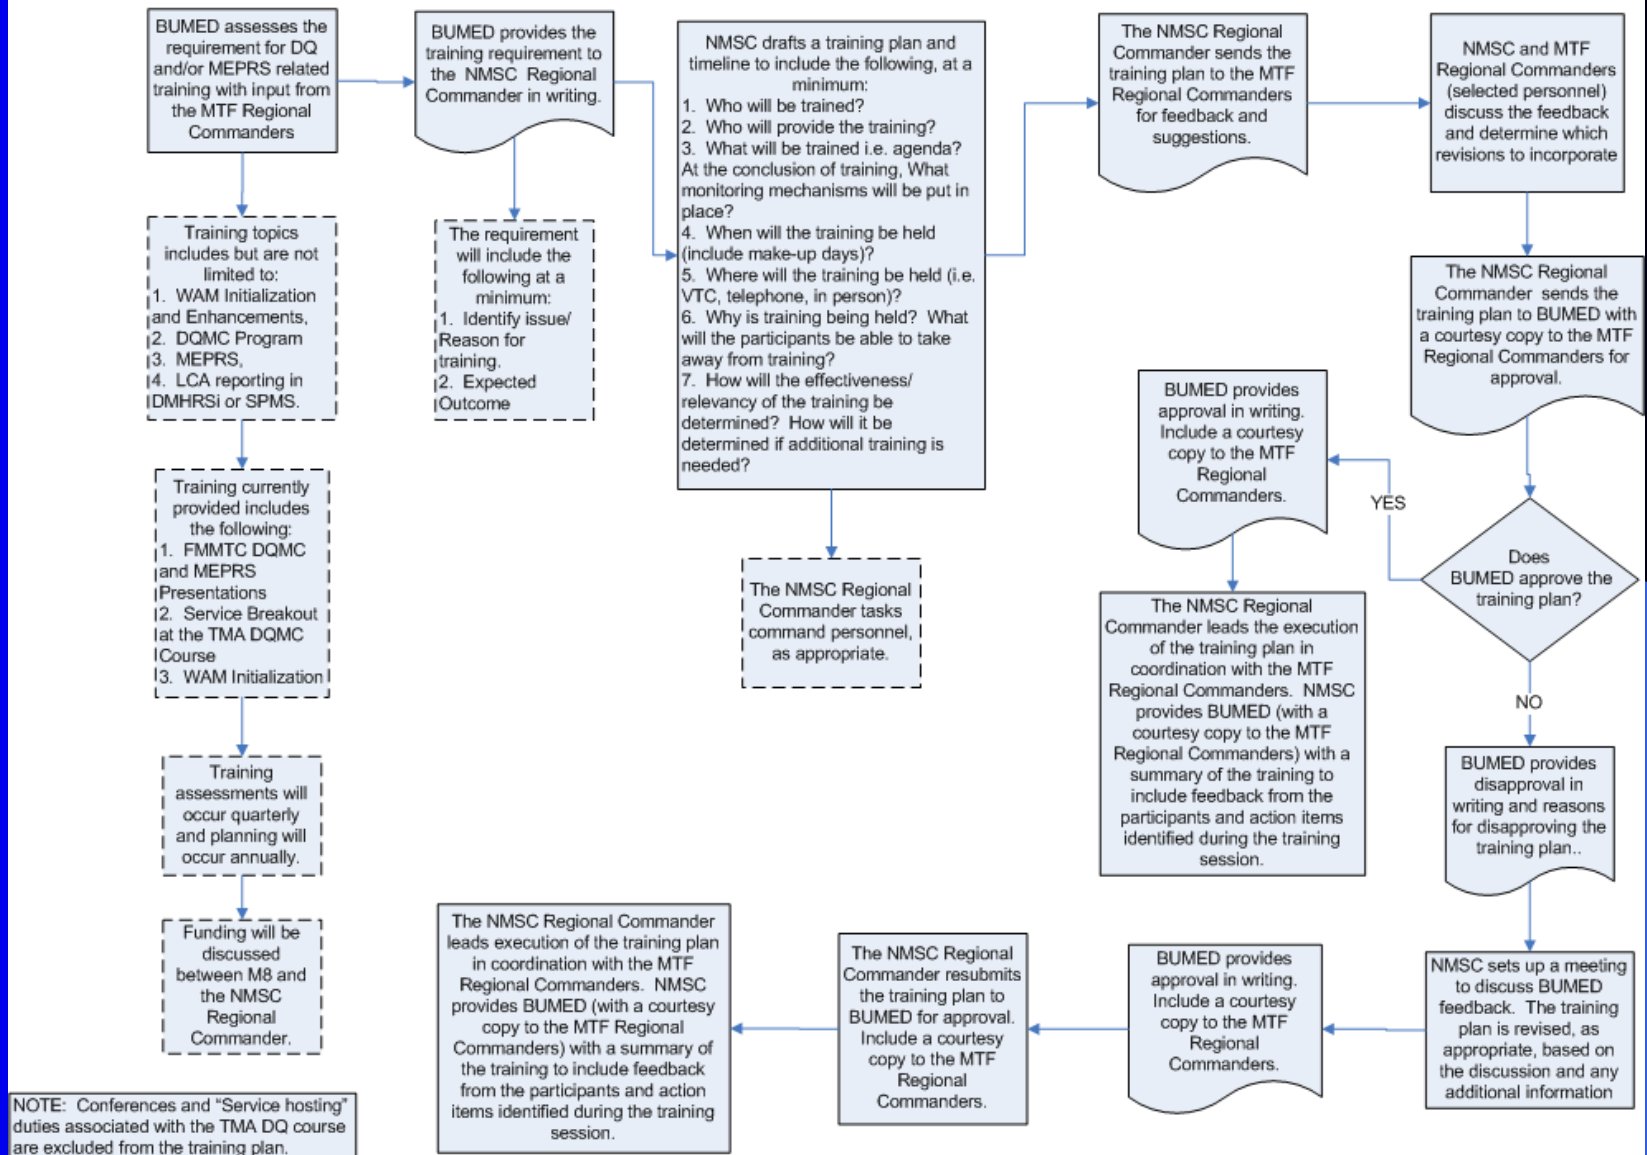 BUMED assesses the
requirement for DQ
and/or MEPRS related
training with input from
the MTF Regional
Commanders
BUMED provides the
training requirement to
the NMSC Regional
Commander in writing.
NMSC drafts a training plan and
timeline to include the following, at a
minimum:
1. Who will be trained?
2. Who will provide the training?
3. What will be trained i.e. agenda?
At the conclusion of training, What
monitoring mechanisms will be put in
place?
4. When will the training be held
(include make-up days)?
5. Where will the training be held (i.e.
VTC, telephone, in person)?
6. Why is training being held? What
will the participants be able to take
away from training?
7. How will the effectiveness/
relevancy of the training be
determined? How will it be
determined if additional training is
needed?
The NMSC Regional
Commander sends the
training plan to the MTF
Regional Commanders
for feedback and
suggestions.
NMSC and MTF
Regional Commanders
(selected personnel)
discuss the feedback
and determine which
revisions to incorporate
Training topics
includes but are not
limited to:
1. WAM Initialization
and Enhancements,
2. DQMC Program
3. MEPRS,
4. LCA reporting in
DMHRSi or SPMS.
The requirement
will include the
following at a
minimum:
1. Identify issue/
Reason for
training.
2. Expected
Outcome
The NMSC Regional
Commander sends the
training plan to BUMED with
a courtesy copy to the MTF
Regional Commanders for
approval.
BUMED provides
approval in writing.
Include a courtesy
copy to the MTF
Regional
Commanders.
YES
Does
BUMED approve the
training plan?
NO
Training currently
provided includes
the following:
1. FMMTC DQMC
and MEPRS
Presentations
2. Service Breakout
at the TMA DQMC
Course
3. WAM Initialization
The NMSC Regional
Commander tasks
command personnel,
as appropriate.
The NMSC Regional
Commander leads the execution
of the training plan in
coordination with the MTF
Regional Commanders. NMSC
provides BUMED (with a
courtesy copy to the MTF
Regional Commanders) with a
summary of the training to
include feedback from the
participants and action items
identified during the training
session.
BUMED provides
disapproval in
writing and reasons
for disapproving the
training plan..
Training
assessments will
occur quarterly
and planning will
occur annually.
Funding will be
discussed
between M8 and
the NMSC
Regional
Commander.
The NMSC Regional Commander
leads execution of the training plan
in coordination with the MTF
Regional Commanders. NMSC
provides BUMED (with a courtesy
copy to the MTF Regional
Commanders) with a summary of
the training to include feedback
from the participants and action
items identified during the training
session.
The NMSC Regional
Commander resubmits
the training plan to
BUMED for approval.
Include a courtesy
copy to the MTF
Regional
Commanders.
BUMED provides
approval in writing.
Include a courtesy
copy to the MTF
Regional
Commanders.
NMSC sets up a meeting
to discuss BUMED
feedback. The training
plan is revised, as
appropriate, based on
the discussion and any
additional information
NOTE: Conferences and “Service hosting”
duties associated with the TMA DQ course
are excluded from the training plan.